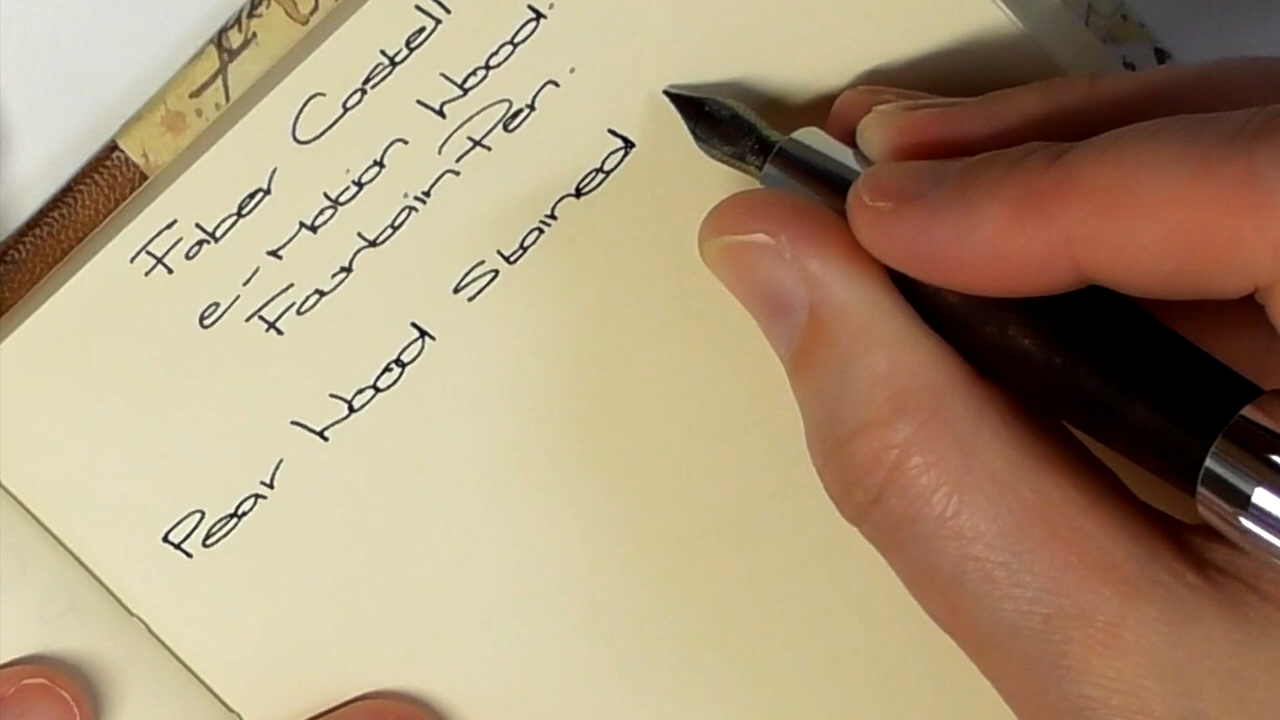 Faber Castell
e-Motion Wood.
Fountain Pen.
Pear Wood Stained